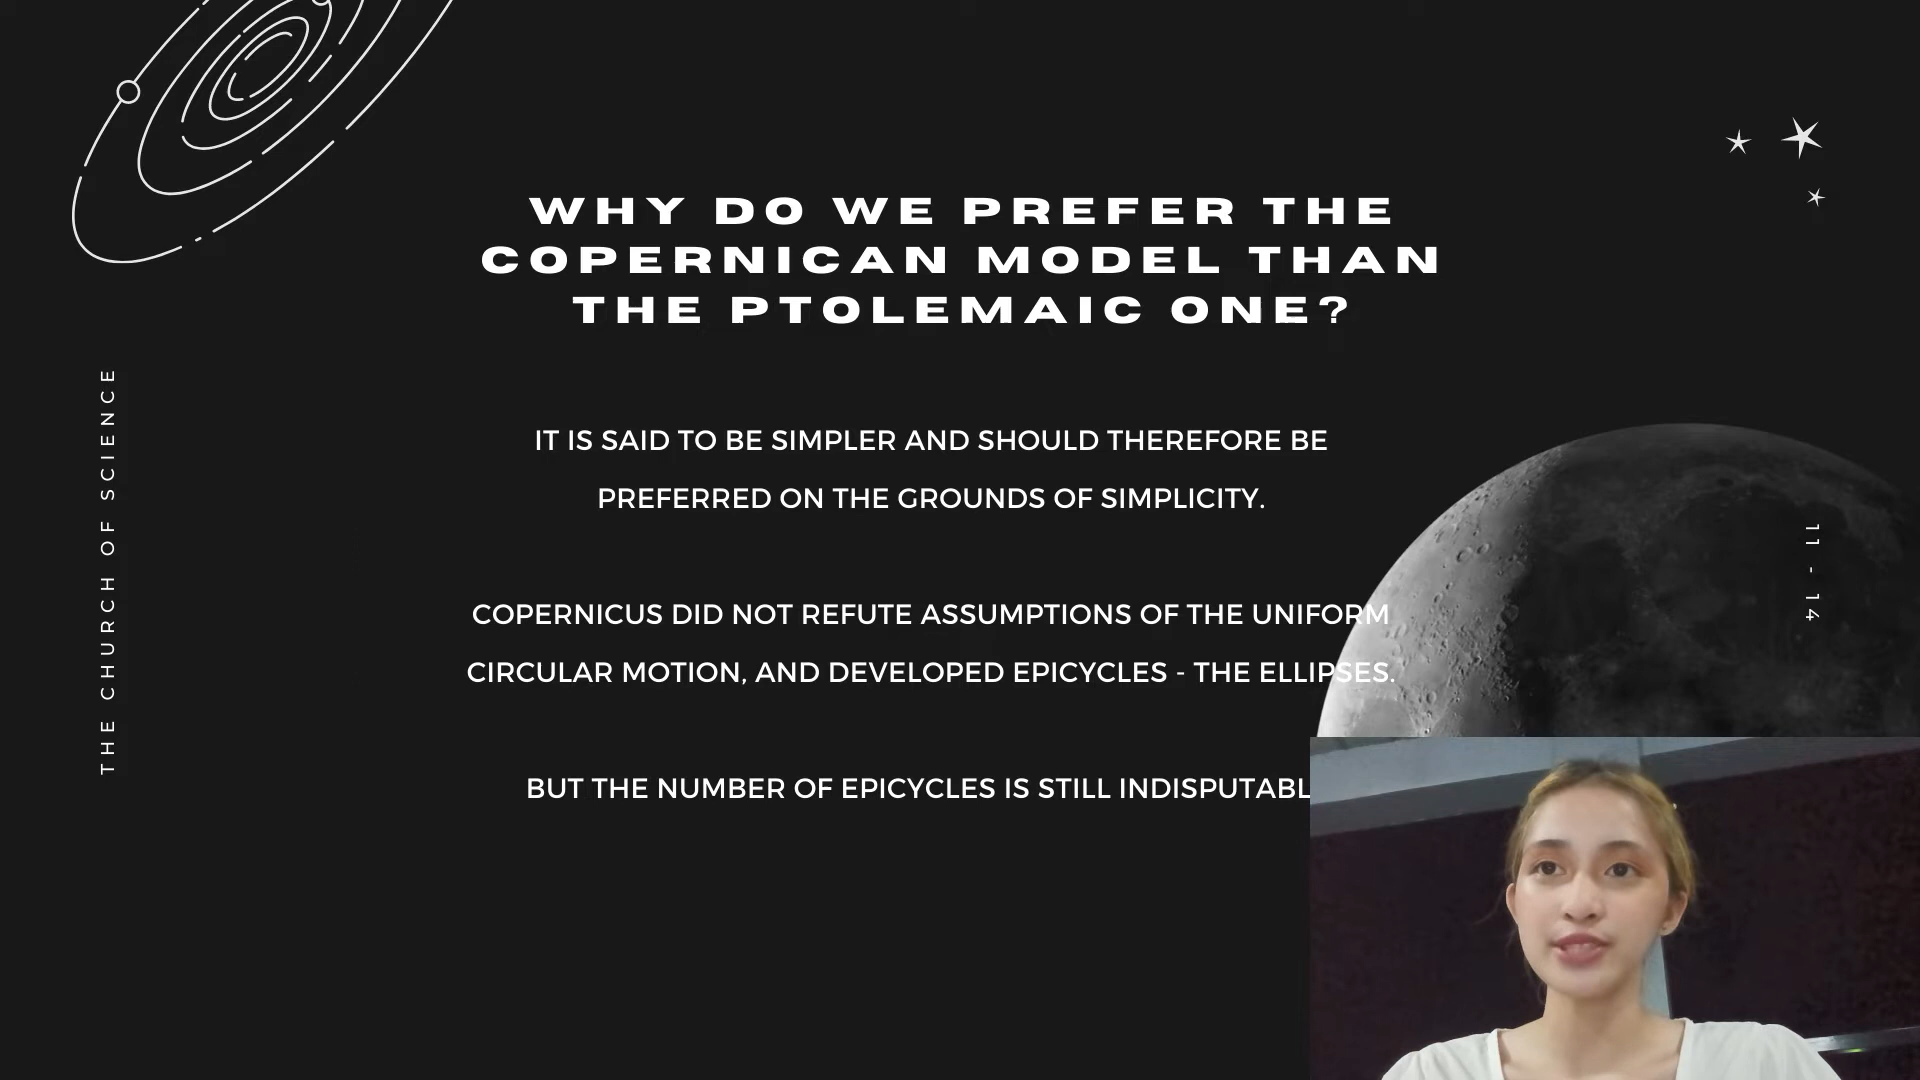 WHY DO WE PREFER THE
COPERNICAN MODEL THAN
THE PTOLEMAIC ONE?
THE CHURCH OF SCIENCE
IT IS SAID TO BE SIMPLER AND SHOULD THEREFORE BE
PREFERRED ON THE GROUNDS OF SIMPLICITY.
11 - 14
COPERNICUS DID NOT REFUTE ASSUMPTIONS OF THE UNIFORM
CIRCULAR MOTION, AND DEVELOPED EPICYCLES - THE ELLIPSES.
BUT THE NUMBER OF EPICYCLES IS STILL